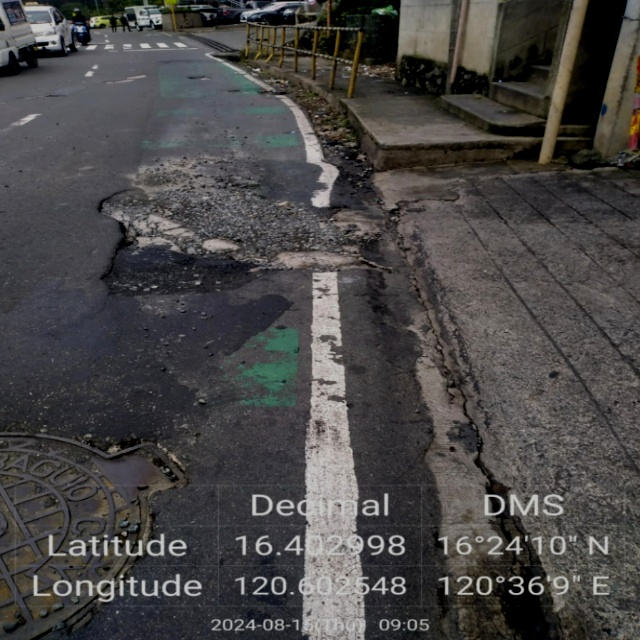 Decimal DMS
Latitude 16.402998 16°24'10" N
Longitude 120.602548 120°36'9" E
2024-08-15(Thu) 09:05